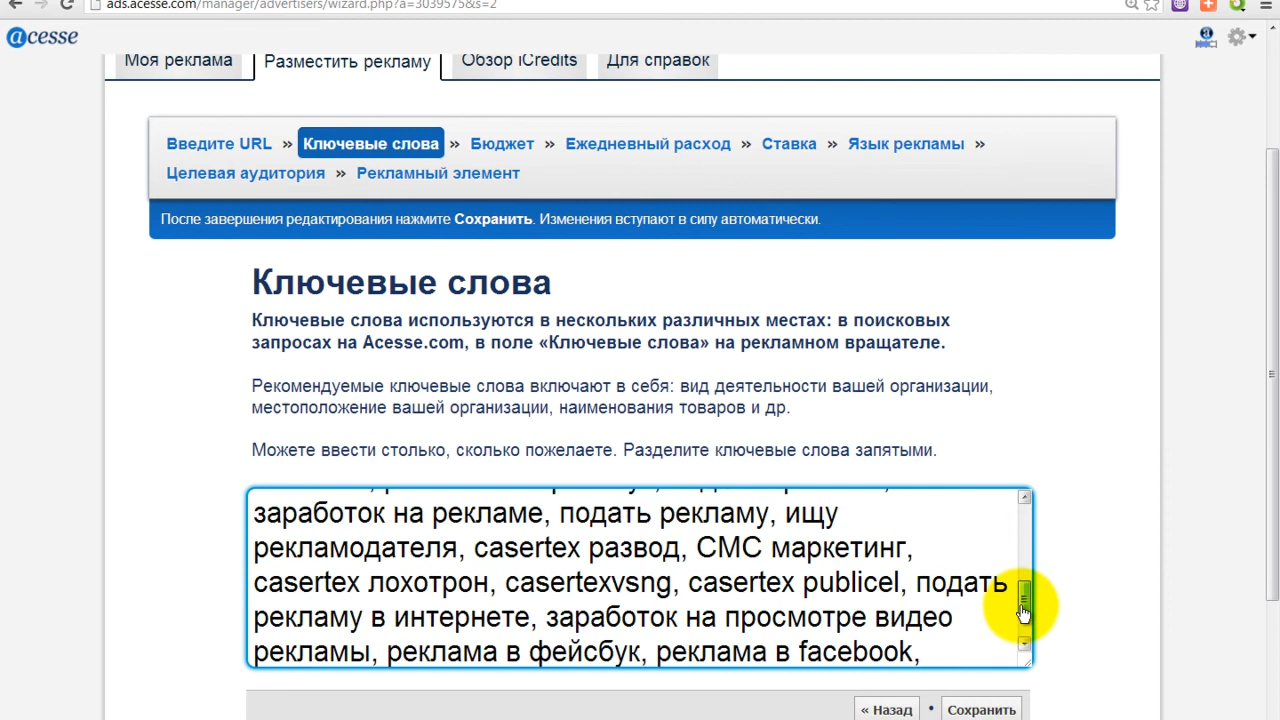 ads.acesse.com/manager/advertisers/wizard.php?a=3039575&s=2
acesse
Моя реклама
Разместить рекламу
Обзор iCredits
Для справок
Введите URL » Ключевые слова » Бюджет » Ежедневный расход » Ставка » Язык рекламы »
Целевая аудитория » Рекламный элемент
После завершения редактирования нажмите Сохранить. Изменения вступают в силу автоматически.
Ключевые слова
Ключевые слова используются в нескольких различных местах: в поисковых
запросах на Acesse.com, в поле «Ключевые слова» на рекламном вращателе.
Рекомендуемые ключевые слова включают в себя: вид деятельности вашей организации,
местоположение вашей организации, наименования товаров и др.
Можете ввести столько, сколько пожелаете. Разделите ключевые слова запятыми.
заработок на рекламе, подать рекламу, ищу
рекламодателя, casertex развод, СМС маркетинг,
casertex лохотрон, casertexvsng, casertex publicel, подать
рекламу в интернете, заработок на просмотре видео
рекламы, реклама в фейсбук, реклама в facebook,
« Назад • Сохранить